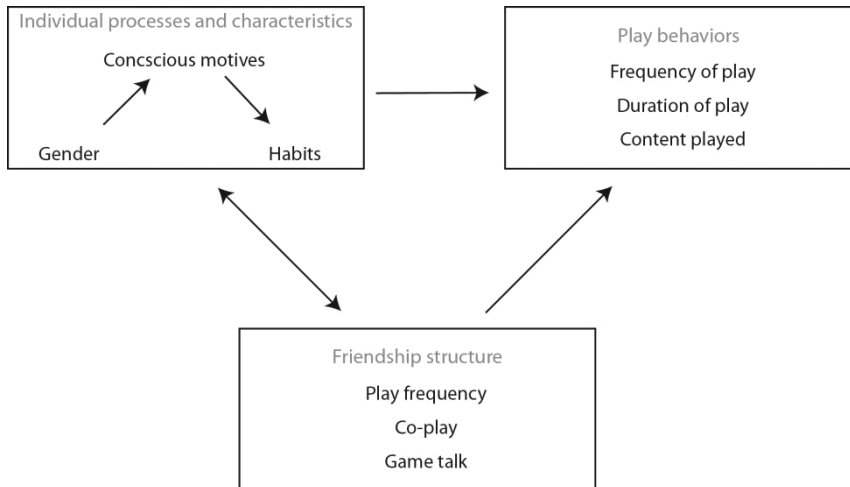 Individual processes and characteristics
Concscious motives
Gender
Habits
Play behaviors
Frequency of play
Duration of play
Content played
Friendship structure
Play frequency
Co-play
Game talk